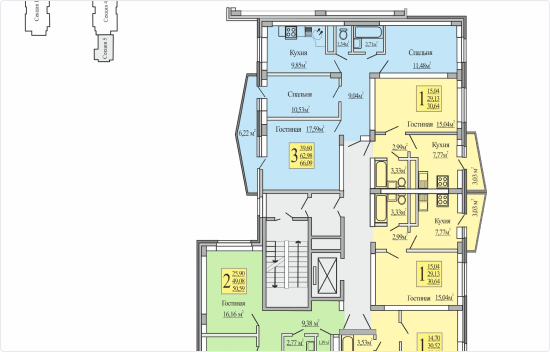 Секция 3
Секция 4
Секция 5
Кухня
9,85м²
2,71м²
Спальня
11,48м²
Спальня
10,53м²
9,04м²
Гостиная 17,59м²
3
39,60
62,98
66,09
6,22 м²
1
15,04
29,13
30,64
Гостиная 15,04м²
2,99м²
Кухня
7,77м²
3,33м²
3,03 м²
3,33м²
Кухня
7,77м²
2,99м²
3,03 м²
1
15,04
29,13
30,64
Гостиная 15,04м²
2
25,90
49,08
50,59
Гостиная
16,16 м²
9,38 м²
2,77 м²
3,53м²
1
14,70
30,52